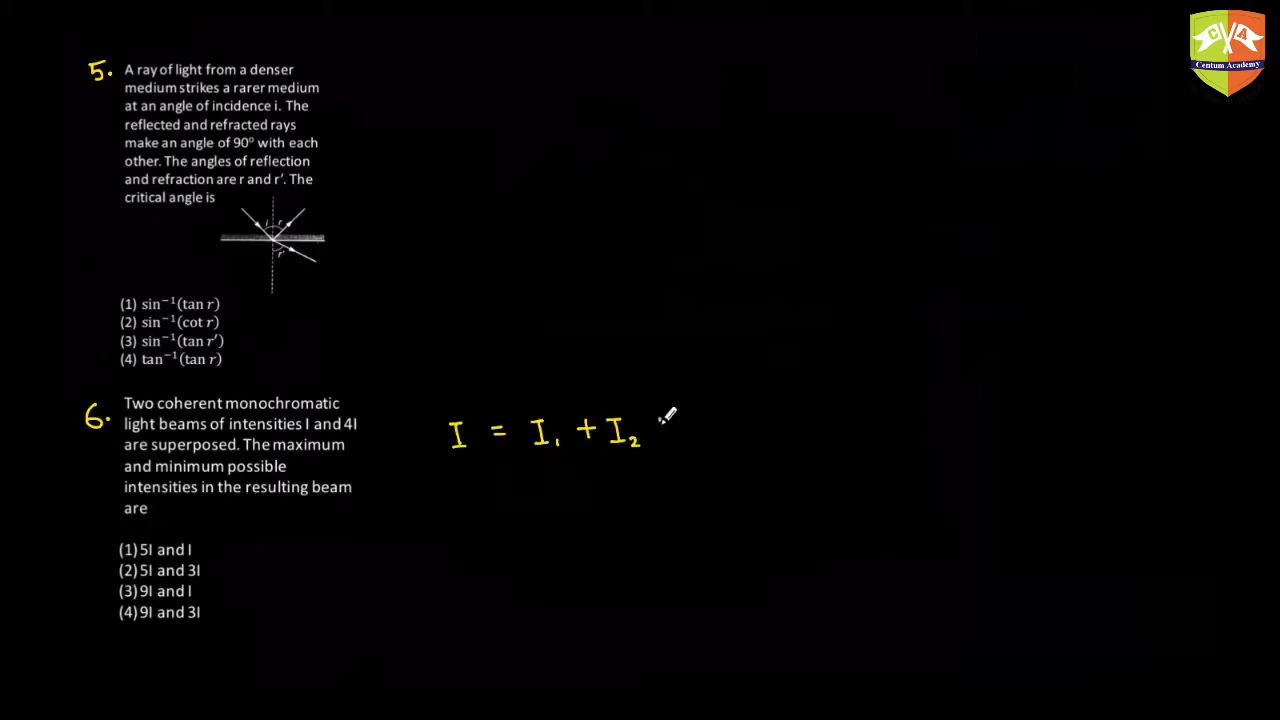 C A
Centum Academy
5. A ray of light from a denser
medium strikes a rarer medium
at an angle of incidence i. The
reflected and refracted rays
make an angle of 90° with each
other. The angles of reflection
and refraction are r and r’. The
critical angle is
i r
r'
(1) sin⁻¹(tan r)
(2) sin⁻¹(cot r)
(3) sin⁻¹(tan r′)
(4) tan⁻¹(tan r)
6. Two coherent monochromatic
light beams of intensities I and 4I
are superposed. The maximum
and minimum possible
intensities in the resulting beam
are
I = I₁ + I₂
(1) 5I and I
(2) 5I and 3I
(3) 9I and I
(4) 9I and 3I